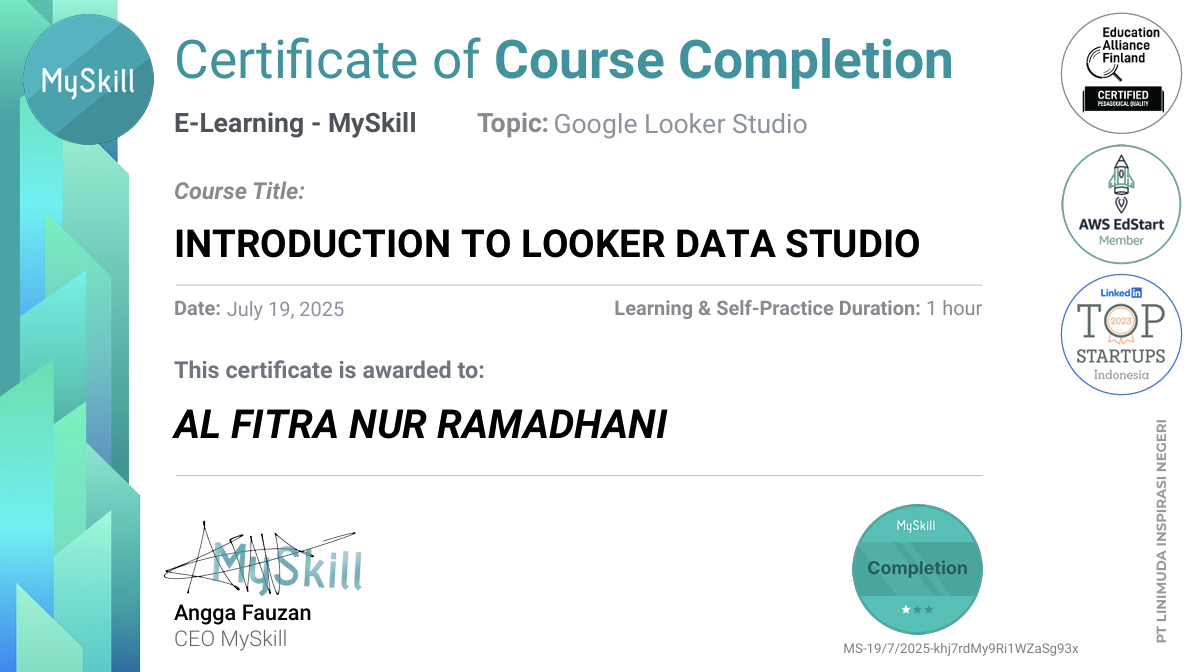 MySkill
Certificate of Course Completion
E-Learning - MySkill
Topic: Google Looker Studio
Course Title:
INTRODUCTION TO LOOKER DATA STUDIO
Date: July 19, 2025
Learning & Self-Practice Duration: 1 hour
This certificate is awarded to:
AL FITRA NUR RAMADHANI
MySkill
Angga Fauzan
CEO MySkill
MySkill
Completion
MS-19/7/2025-khj7rdMy9Ri1WZaSg93x
Education
Alliance
Finland
CERTIFIED
PEDAGOGICAL QUALITY
AWS EdStart
Member
LinkedIn
TOP
2023
STARTUPS
Indonesia
PT LINIMUDA INSPIRASI NEGERI